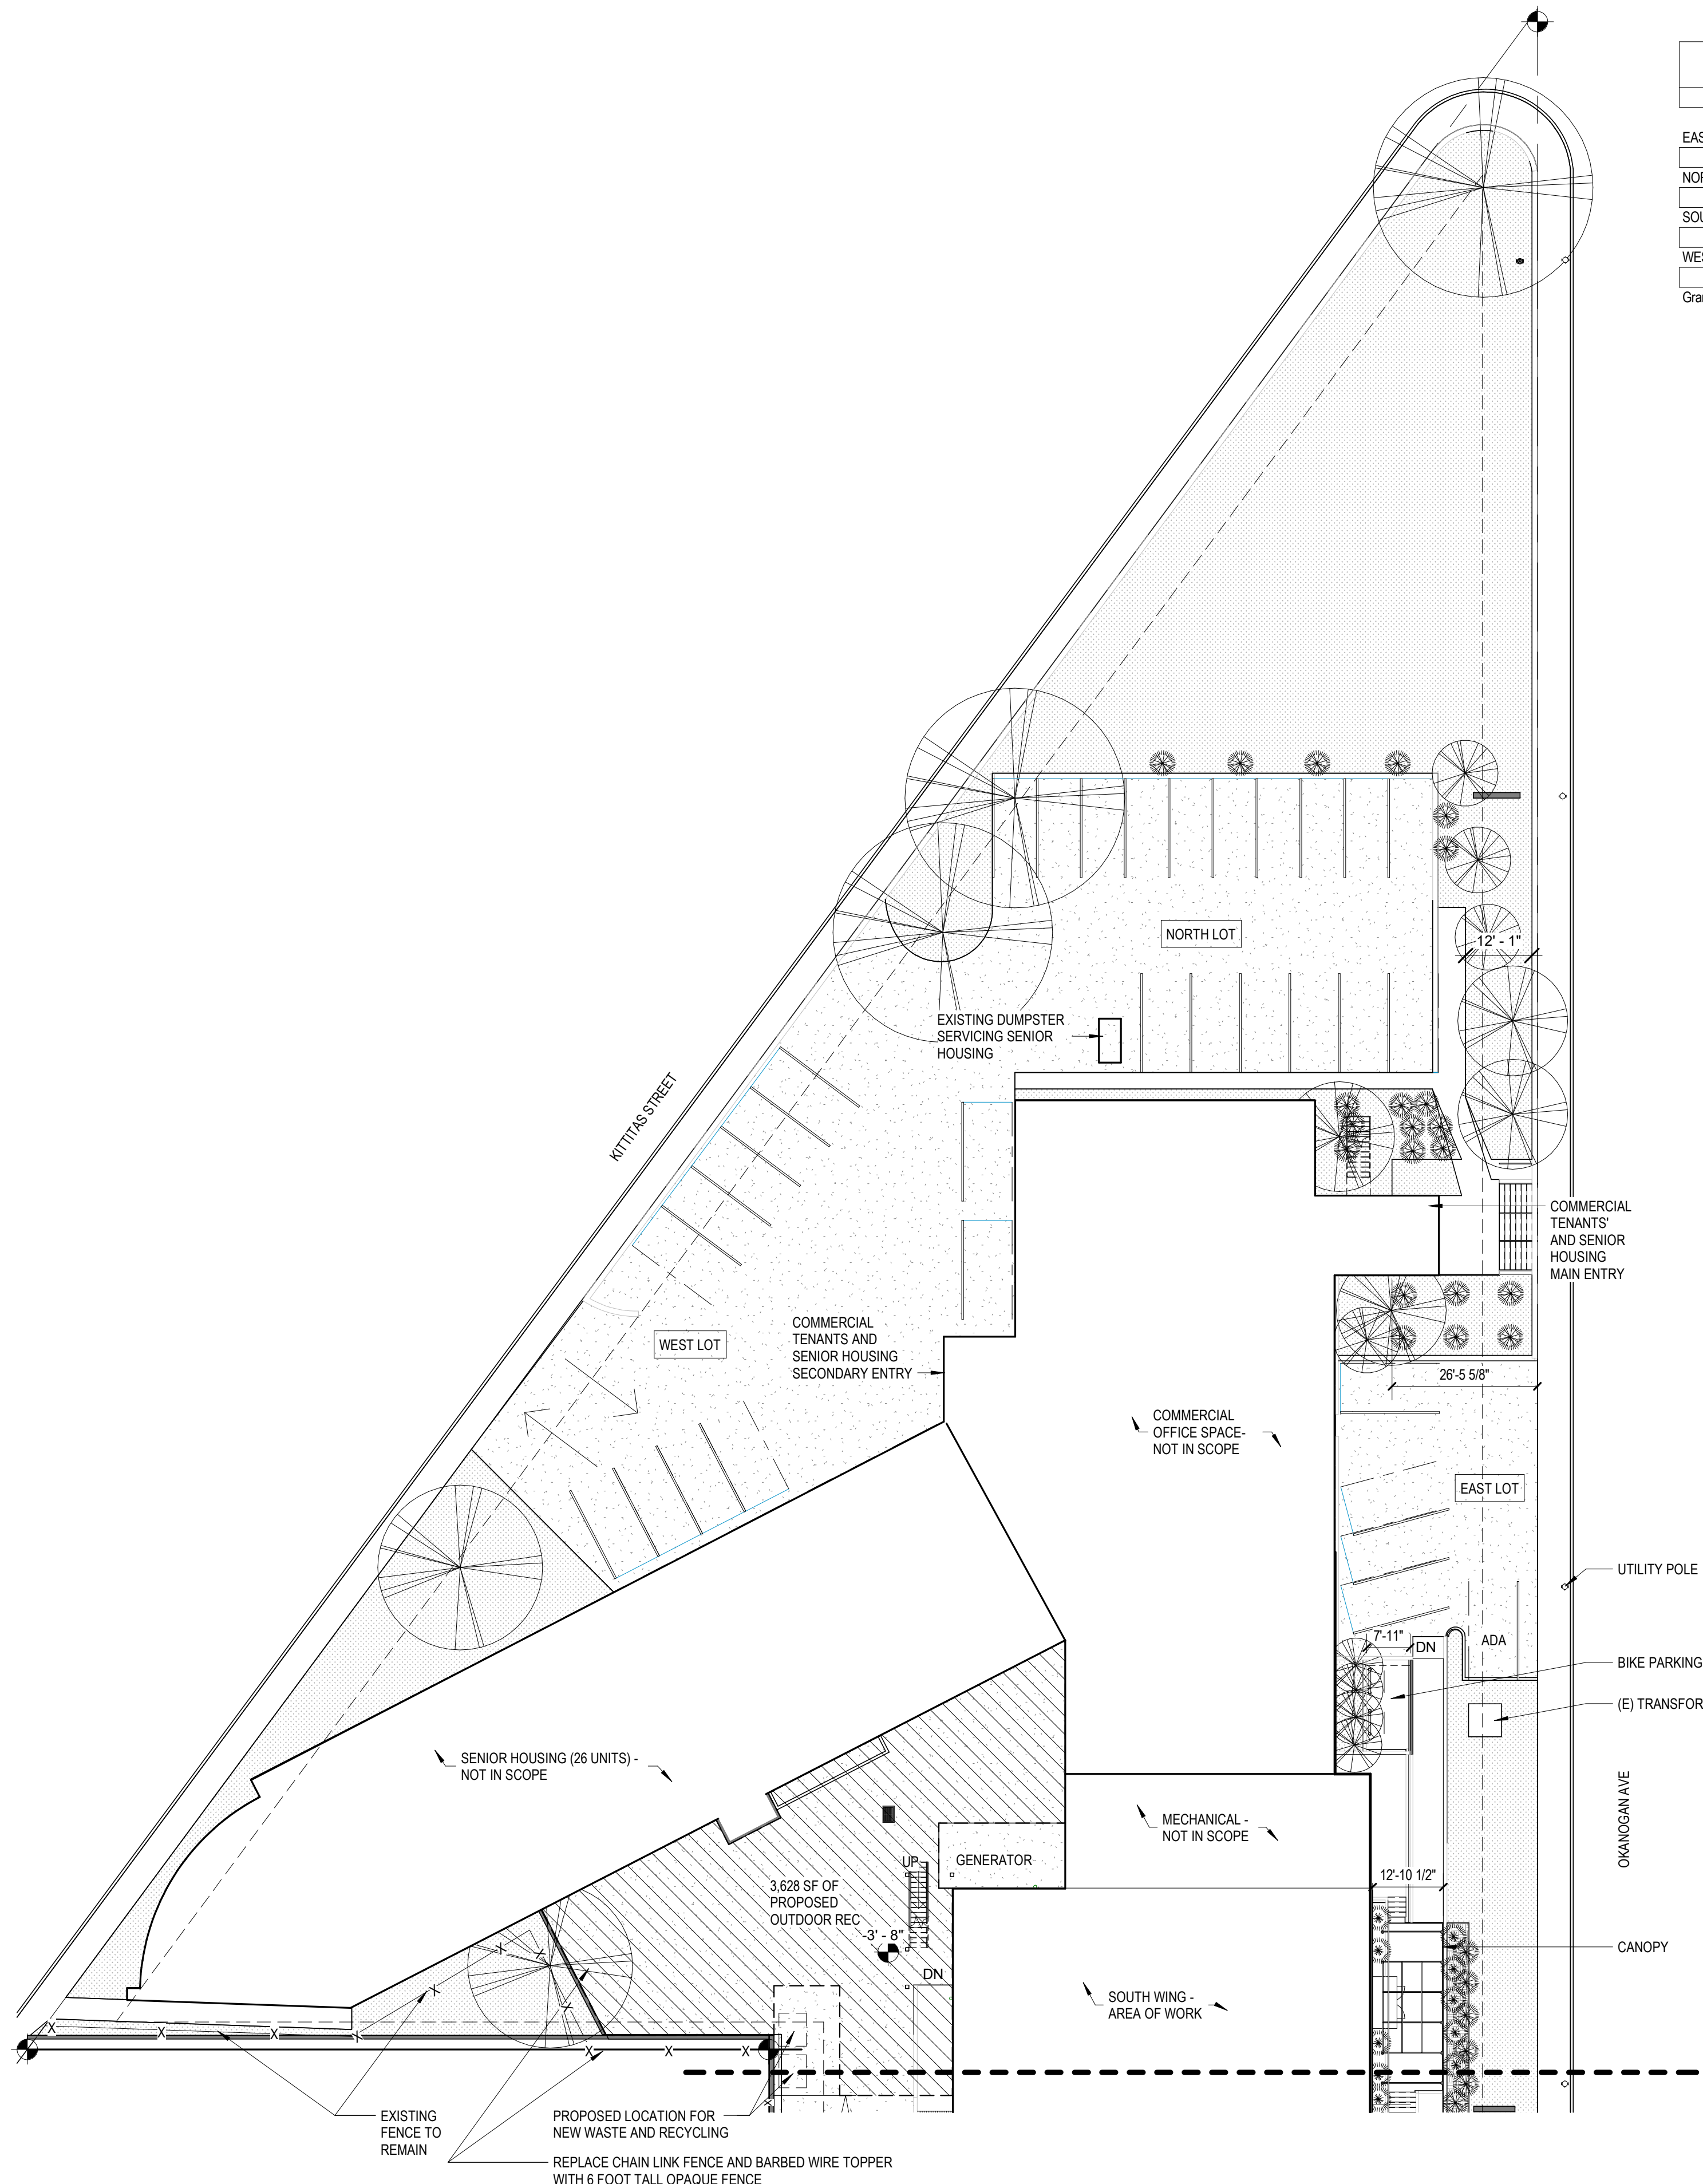 EAS
NOR
SOU
WES
Gran
NORTH LOT
12' - 1"
EXISTING DUMPSTER
SERVICING SENIOR
HOUSING
KITTITAS STREET
COMMERCIAL
TENANTS'
AND SENIOR
HOUSING
MAIN ENTRY
WEST LOT
COMMERCIAL
TENANTS AND
SENIOR HOUSING
SECONDARY ENTRY
26'-5 5/8"
COMMERCIAL
OFFICE SPACE-
NOT IN SCOPE
EAST LOT
UTILITY POLE
7'-11"
DN
ADA
BIKE PARKING
(E) TRANSFOR
SENIOR HOUSING (26 UNITS) -
NOT IN SCOPE
MECHANICAL -
NOT IN SCOPE
OKANOGAN AVE
UP
GENERATOR
12'-10 1/2"
3,628 SF OF
PROPOSED
OUTDOOR REC
-3' - 8"
CANOPY
DN
SOUTH WING -
AREA OF WORK
X X X X X X X X X X X
EXISTING
FENCE TO
REMAIN
PROPOSED LOCATION FOR
NEW WASTE AND RECYCLING
REPLACE CHAIN LINK FENCE AND BARBED WIRE TOPPER
WITH 6 FOOT TALL OPAQUE FENCE